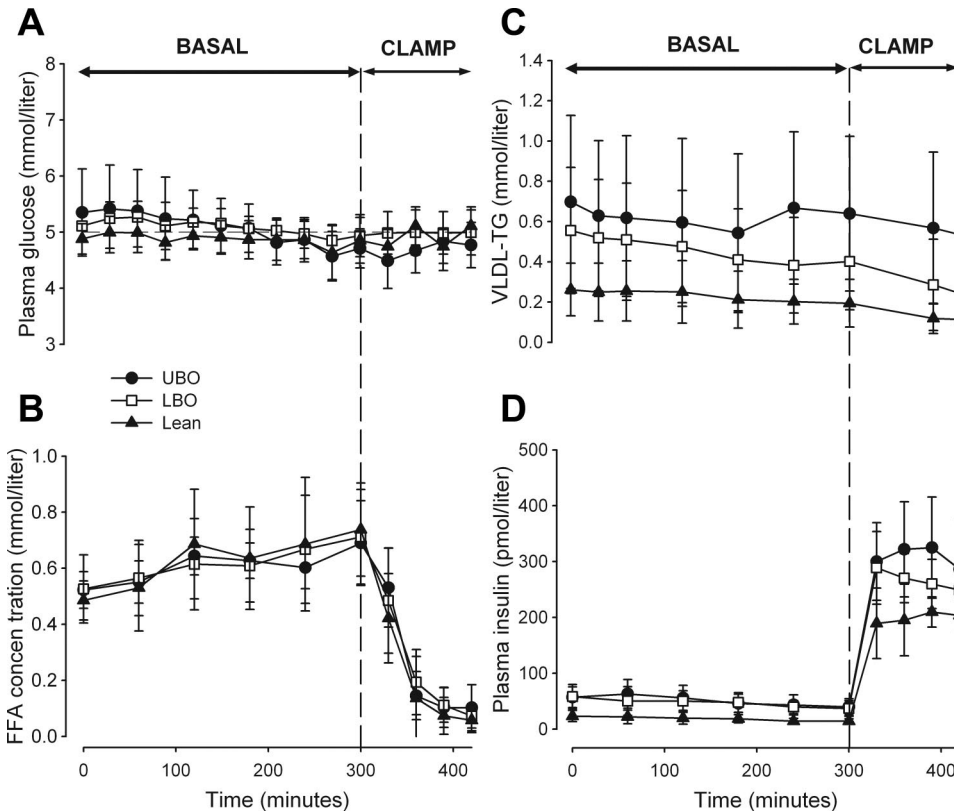 A
BASAL
CLAMP
8
7
6
5
4
3
Plasma glucose (mmol/liter)
UBO
LBO
Lean
B
1.0
0.8
0.6
0.4
0.2
0.0
FFA concen tration (mmol/liter)
0
100
200
300
400
Time (minutes)
C
BASAL
CLAMP
1.4
1.2
1.0
0.8
0.6
0.4
0.2
0.0
VLDL-TG (mmol/liter)
D
500
400
300
200
100
0
Plasma insulin (pmol/liter)
0
100
200
300
400
Time (minutes)